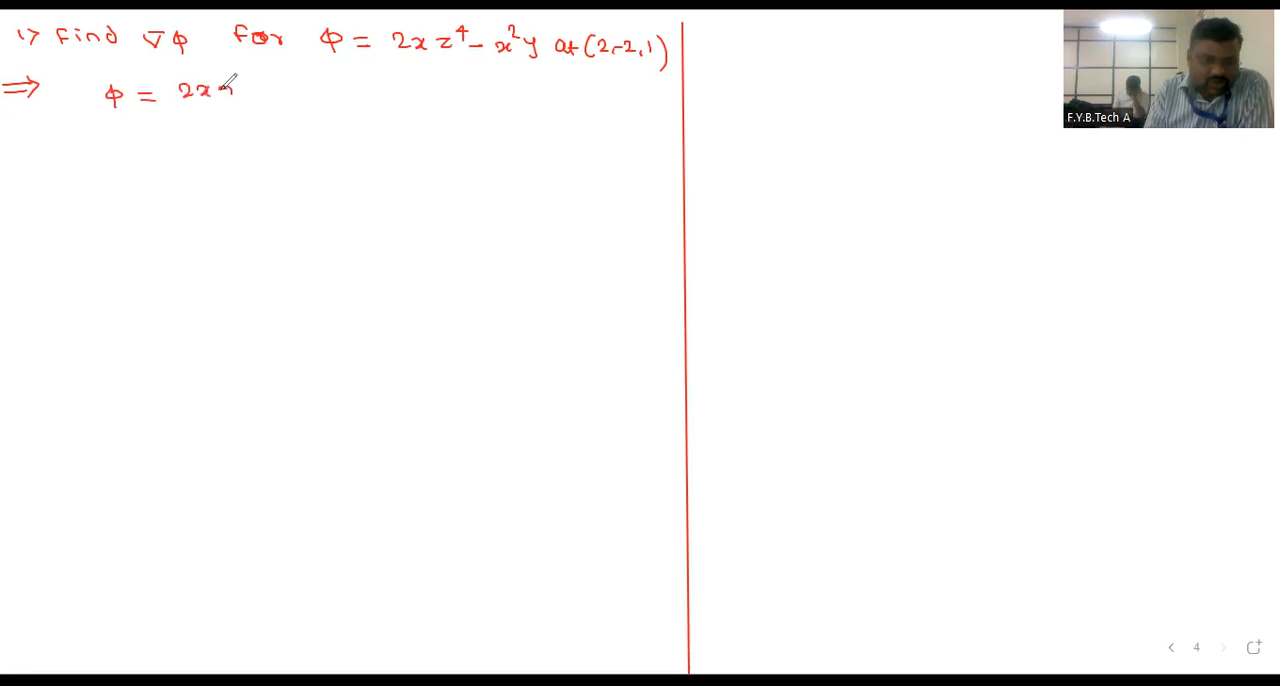 1> Find ∇φ For φ = 2xz⁴ - x²y at (2,-2,1)
⇒ φ = 2x
F.Y.B.Tech A
4